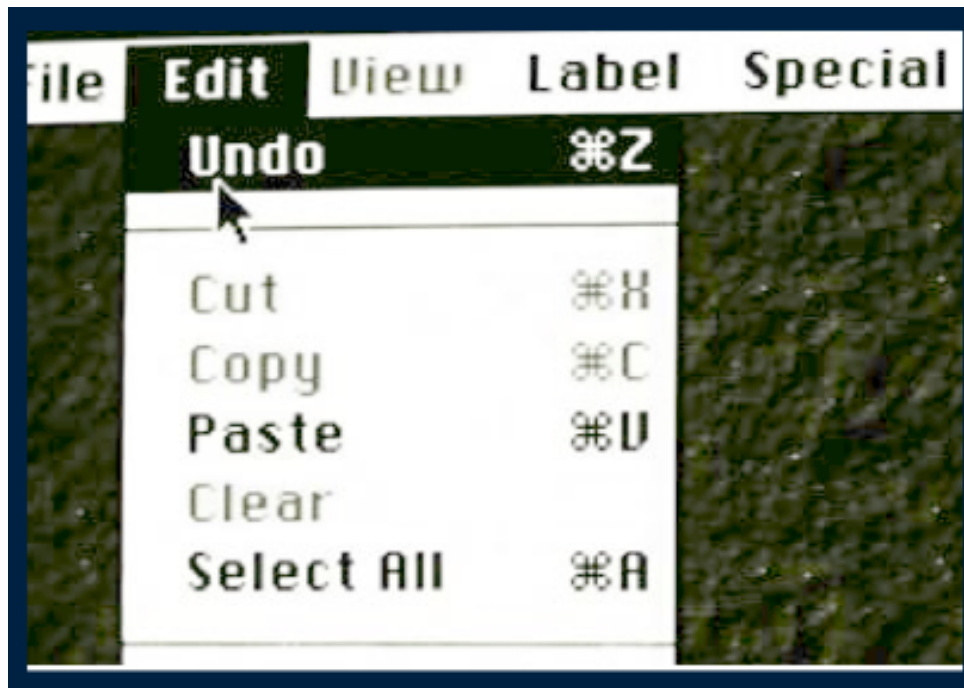 File Edit View Label Special
Undo ⌘Z
Cut ⌘X
Copy ⌘C
Paste ⌘V
Clear
Select All ⌘A